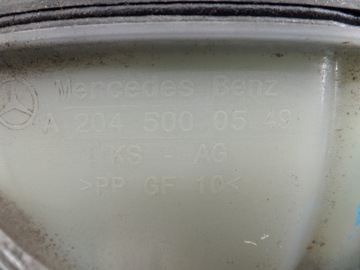 Mercedes Benz
A 204 500 05 49
KS - AG
>PP GF 10<